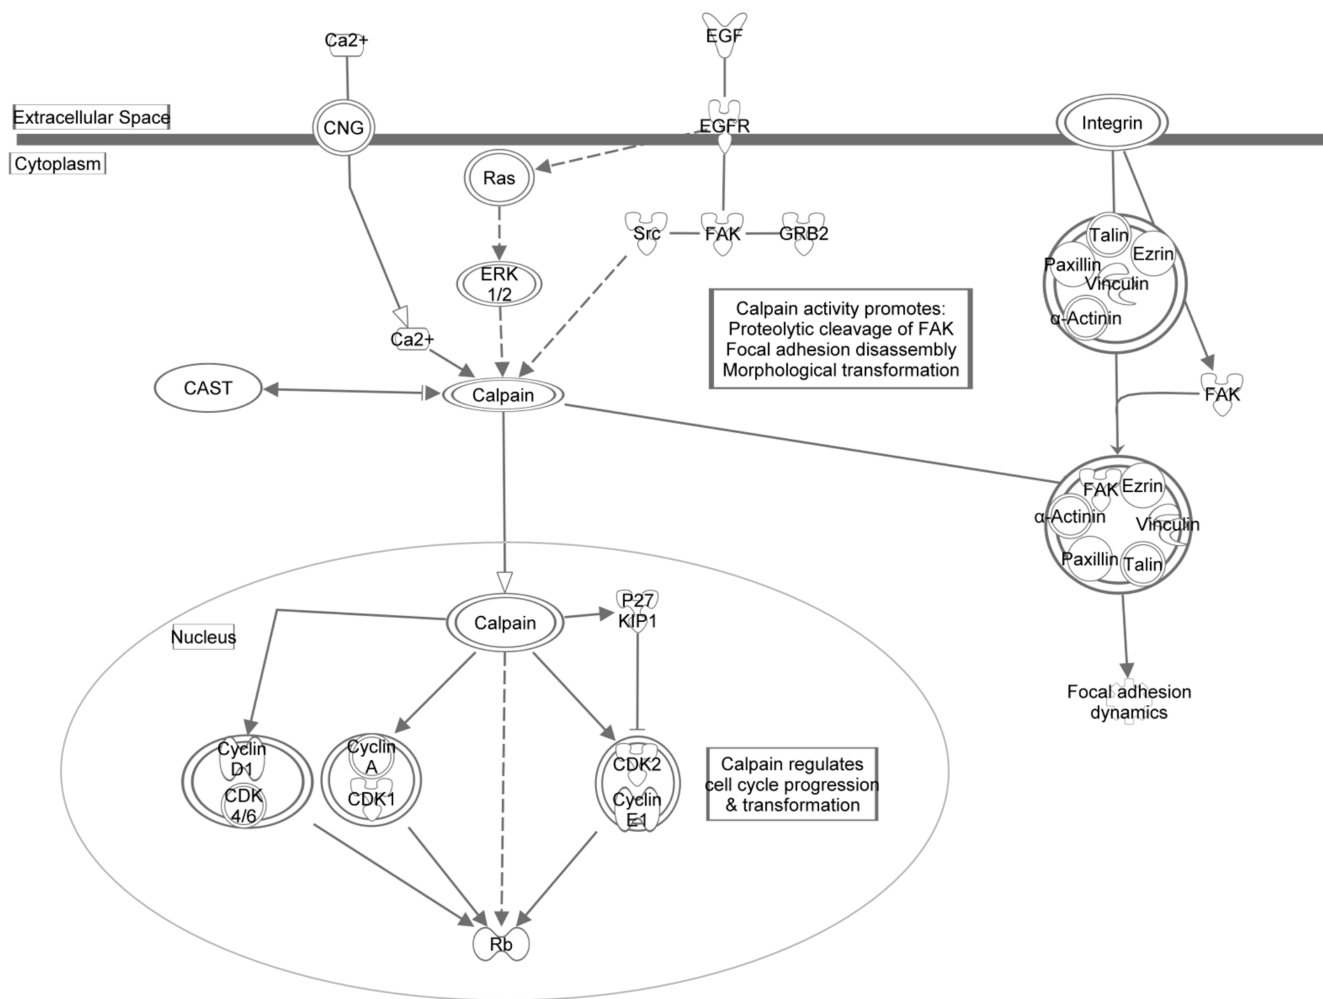 Ca2+
EGF
Extracellular Space
CNG
EGFR
Integrin
Cytoplasm
Ras
Src
FAK
GRB2
Talin
Ezrin
Paxillin
Vinculin
α-Actinin
ERK
1/2
Ca2+
Calpain activity promotes:
Proteolytic cleavage of FAK
Focal adhesion disassembly
Morphological transformation
CAST
Calpain
FAK
FAK
Ezrin
α-Actinin
Vinculin
Paxillin
Talin
Nucleus
Calpain
P27
KIP1
Focal adhesion
dynamics
Cyclin
D1
CDK
4/6
Cyclin
A
CDK1
CDK2
Cyclin
E1
Calpain regulates
cell cycle progression
& transformation
Rb